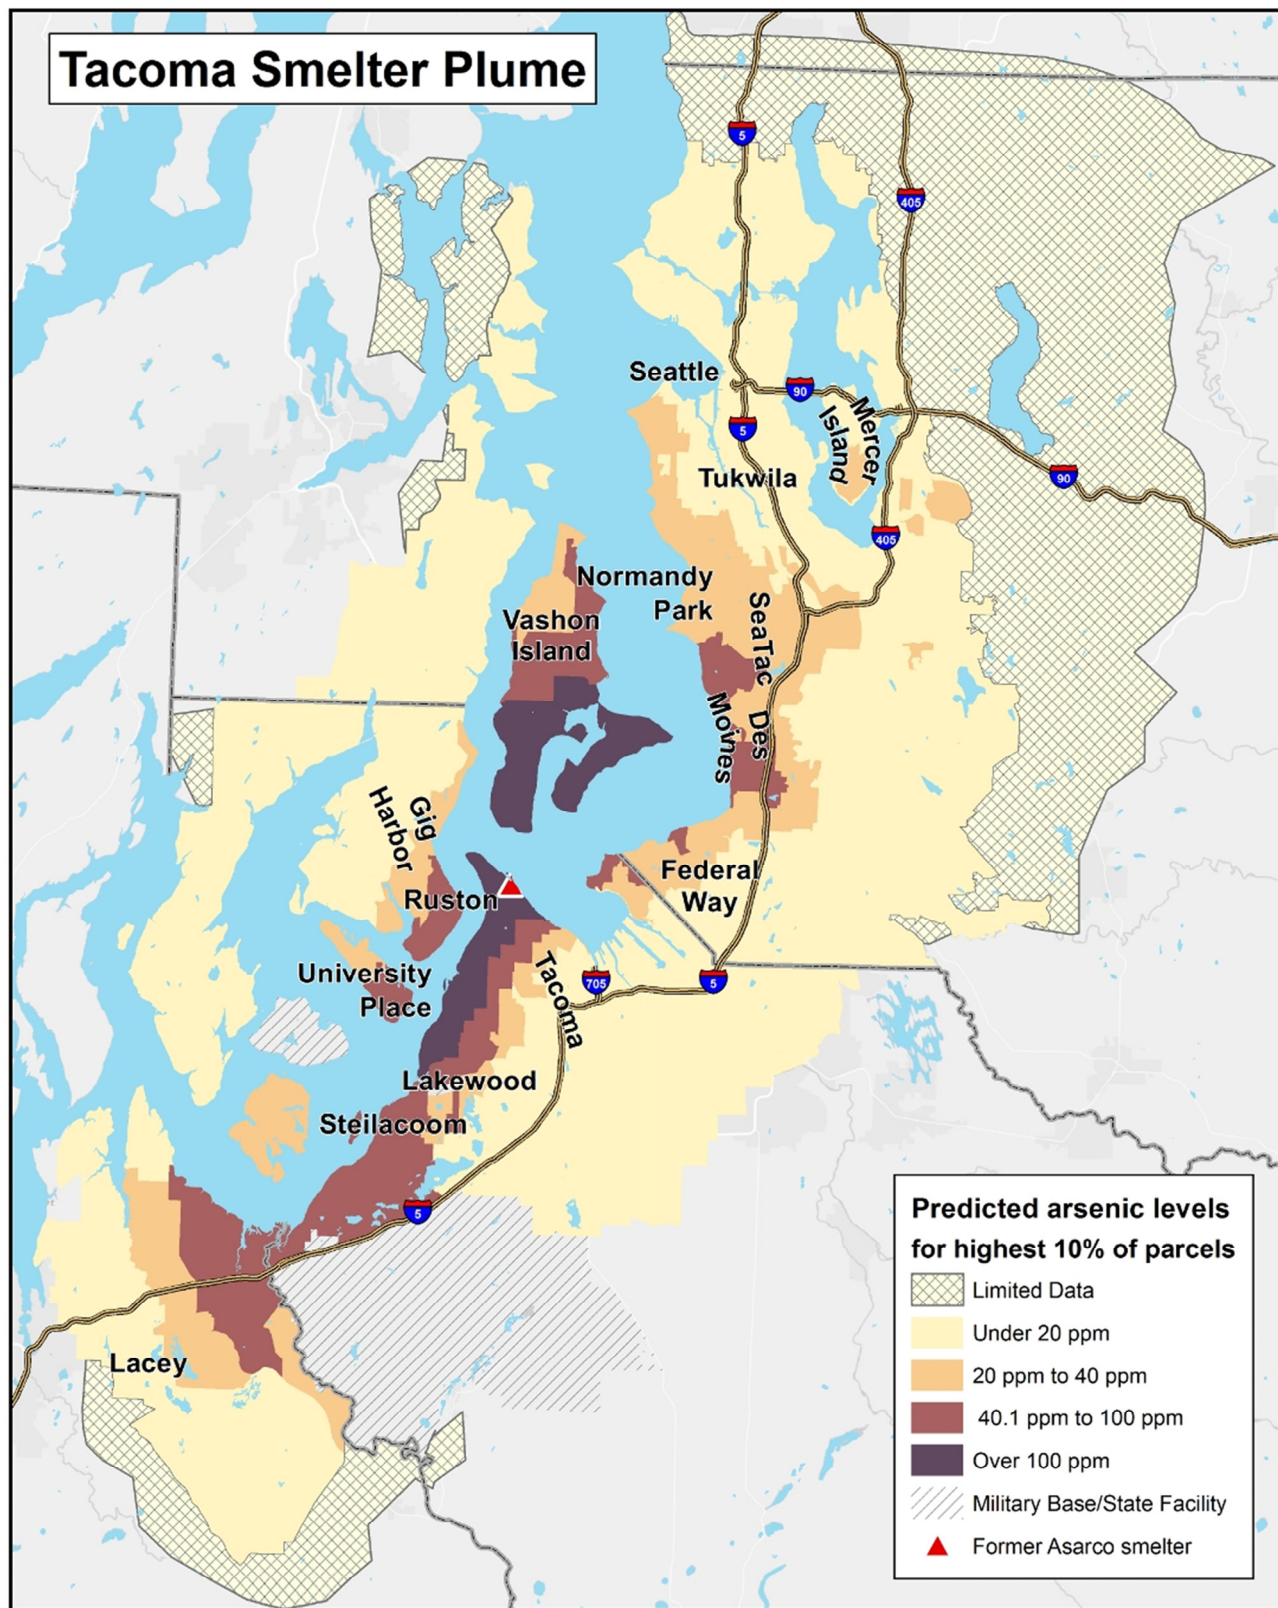 Tacoma Smelter Plume
5
405
Seattle
90
5
Mercer
Island
Tukwila
90
405
Normandy
Park
SeaTac
Vashon
Island
Des
Moines
Gig
Harbor
Federal
Way
Ruston
University
Place
Tacoma
705
5
Lakewood
Steilacoom
5
Lacey
Predicted arsenic levels
for highest 10% of parcels
Limited Data
Under 20 ppm
20 ppm to 40 ppm
40.1 ppm to 100 ppm
Over 100 ppm
Military Base/State Facility
Former Asarco smelter